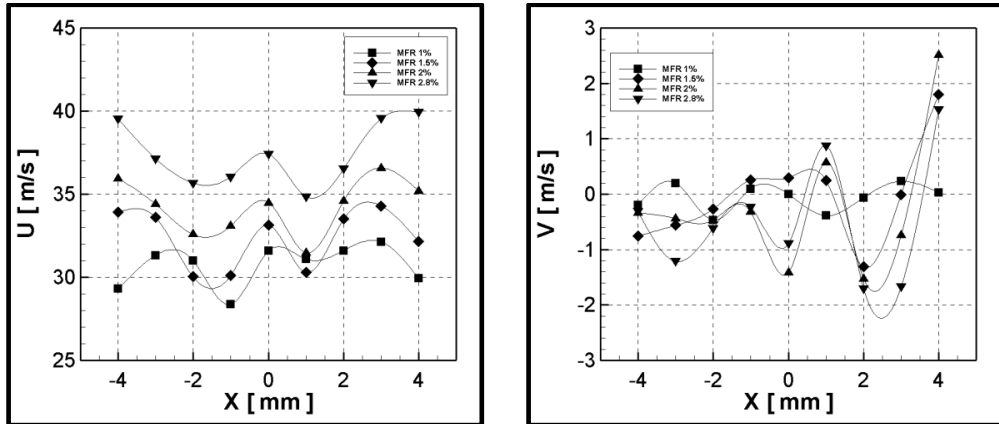 45
40
35
30
25
U [ m/s ]
MFR 1%
MFR 1.5%
MFR 2%
MFR 2.8%
-4 -2 0 2 4
X [ mm ]
3
2
1
0
-1
-2
-3
V [ m/s ]
MFR 1%
MFR 1.5%
MFR 2%
MFR 2.8%
-4 -2 0 2 4
X [ mm ]